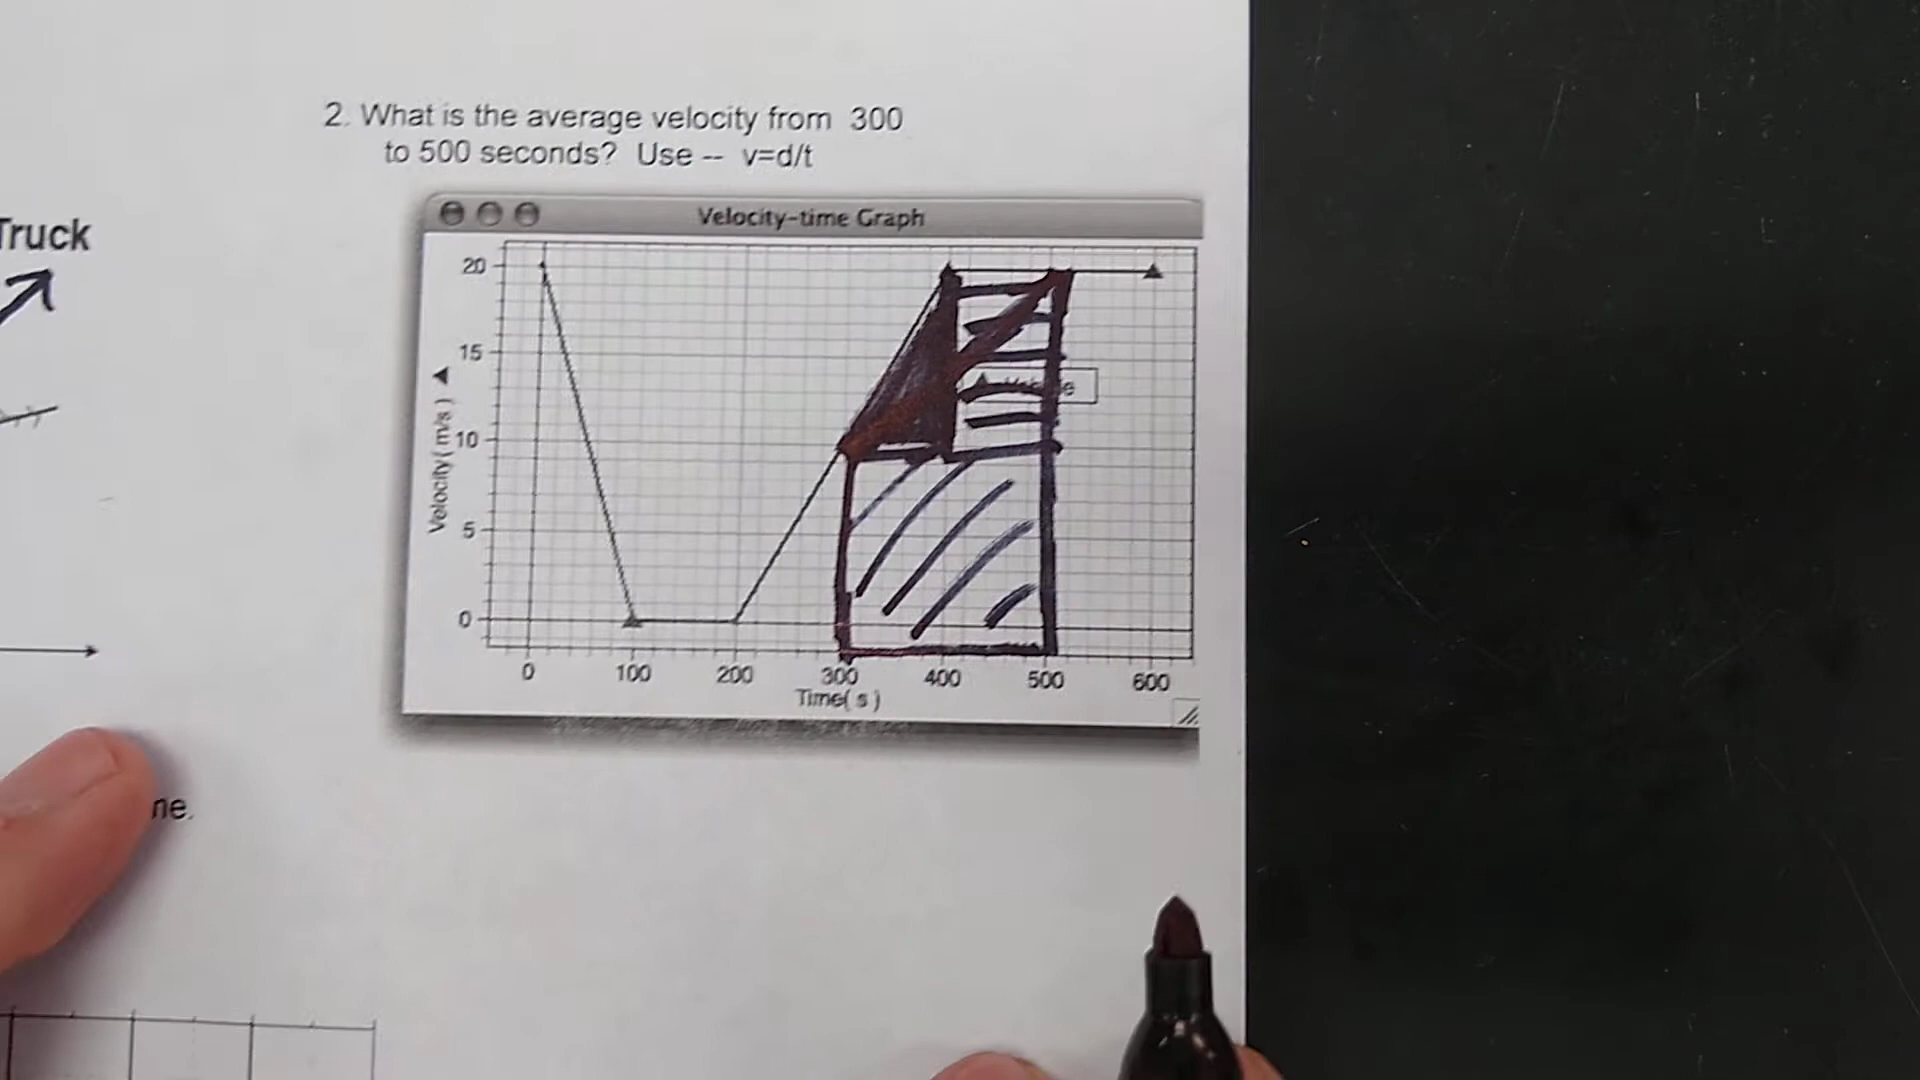 2. What is the average velocity from 300
to 500 seconds? Use -- v=d/t
Truck
Velocity-time Graph
20
15
10
5
0
Velocity( m/s )
0 100 200 300 400 500 600
Time( s )
ne.